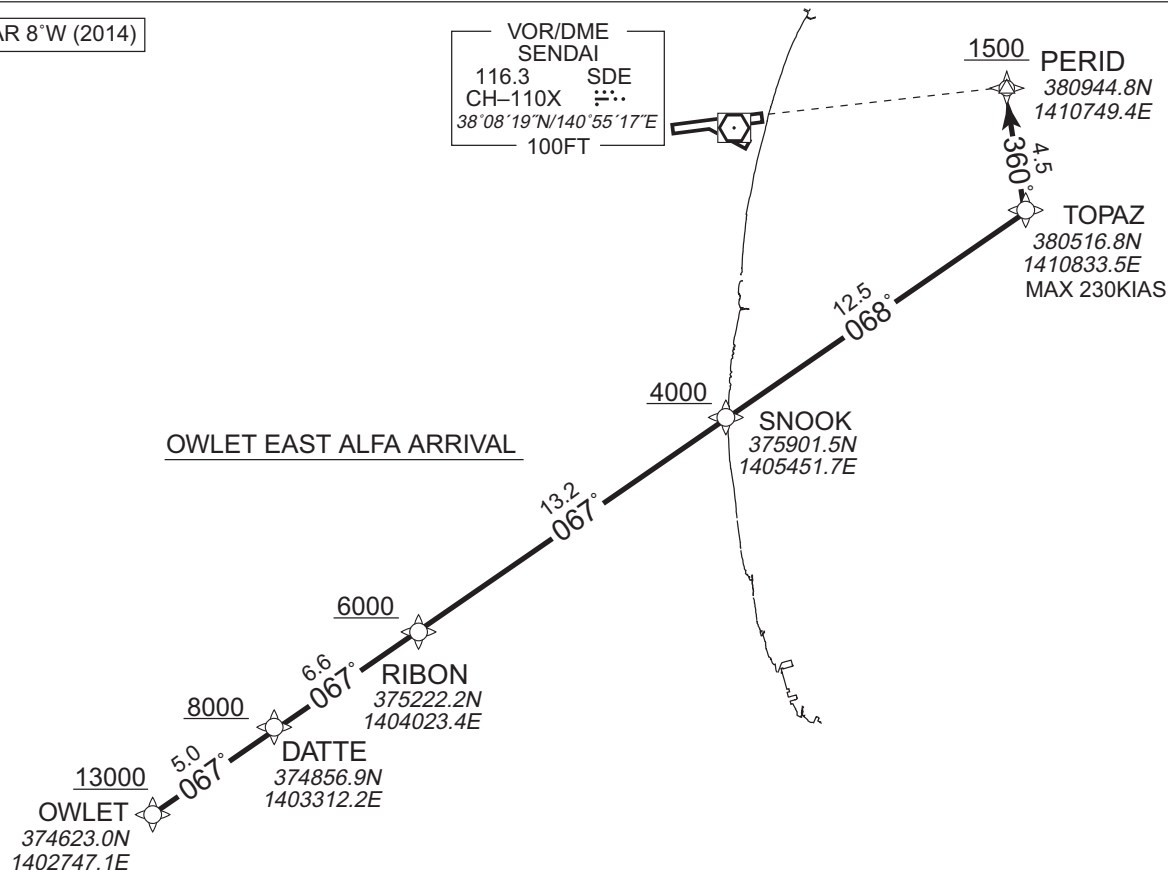 AR 8˚W (2014)
VOR/DME
SENDAI
116.3 SDE
CH–110X
38˚08´19˝N/140˚55´17˝E
100FT
1500
PERID
380944.8N
1410749.4E
4.5
360˚
TOPAZ
380516.8N
1410833.5E
MAX 230KIAS
12.5
068˚
4000
SNOOK
375901.5N
1405451.7E
OWLET EAST ALFA ARRIVAL
13.2
067˚
6000
RIBON
375222.2N
1404023.4E
6.6
067˚
8000
DATTE
374856.9N
1403312.2E
5.0
067˚
13000
OWLET
374623.0N
1402747.1E